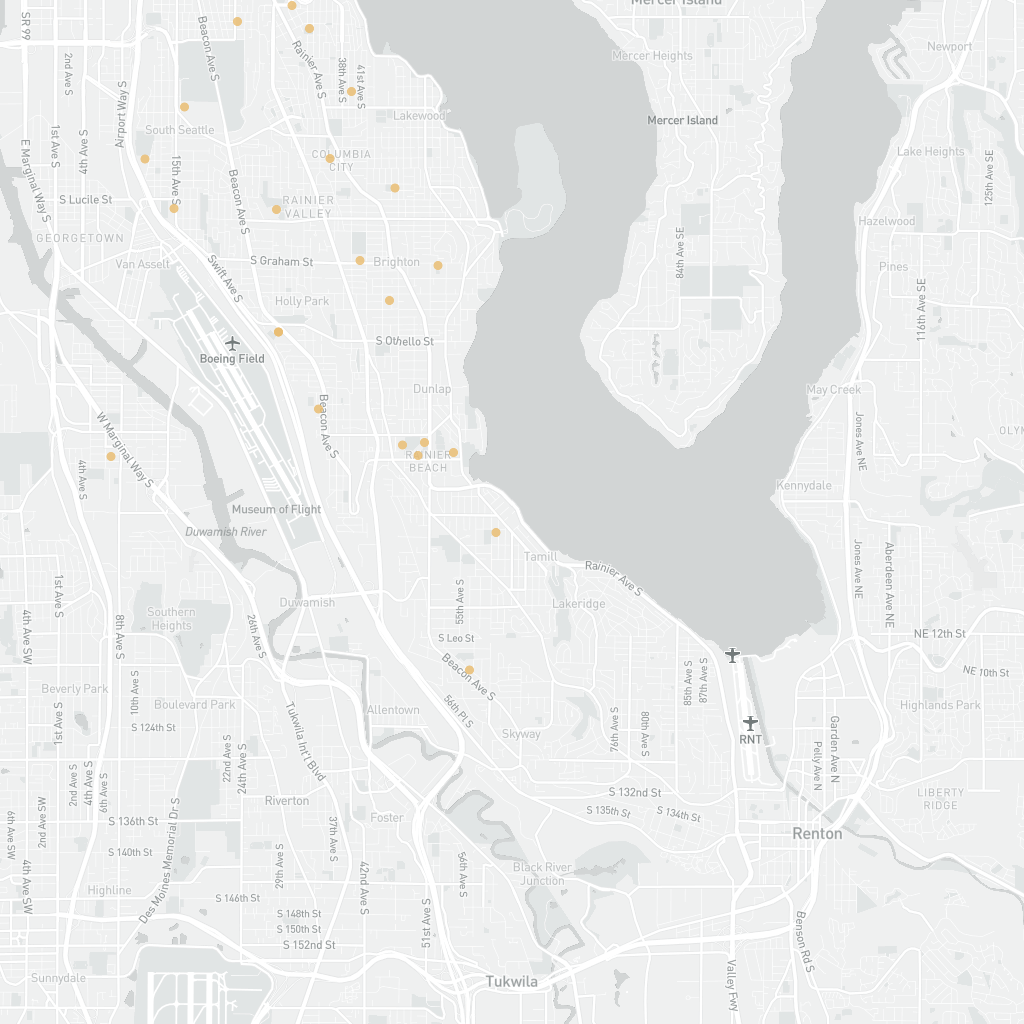 Mercer Island
SR 99
Beacon Ave S
Rainier Ave S
2nd Ave S
38th Ave S
41st Ave S
Mercer Heights
Newport
Airport Way S
Lakewood
Mercer Island
South Seattle
1st Ave S
4th Ave S
E Marginal Way S
15th Ave S
COLUMBIA
CITY
Lake Heights
125th Ave SE
S Lucile St
Beacon Ave S
RAINIER
VALLEY
Hazelwood
GEORGETOWN
84th Ave SE
Van Asselt
Swift Ave S
S Graham St
Brighton
Pines
116th Ave SE
Holly Park
S Othello St
Boeing Field
Dunlap
May Creek
Beacon Ave S
W Marginal Way S
Jones Ave NE
OLYM
RAINIER
BEACH
4th Ave S
Kennydale
Museum of Flight
Duwamish River
Tamill
Rainier Ave S
Jones Ave NE
Aberdeen Ave NE
1st Ave S
55th Ave S
Duwamish
Lakeridge
Southern
Heights
4th Ave SW
8th Ave S
26th Ave S
S Leo St
NE 12th St
Beacon Ave S
NE 10th St
85th Ave S
87th Ave S
Beverly Park
10th Ave S
Boulevard Park
Allentown
56th Pl S
Highlands Park
1st Ave S
S 124th St
Tukwila Int'l Blvd
Skyway
76th Ave S
80th Ave S
RNT
Garden Ave N
Pelly Ave N
22nd Ave S
24th Ave S
2nd Ave S
4th Ave S
6th Ave S
S 132nd St
LIBERTY
RIDGE
Riverton
S 135th St
S 134th St
6th Ave SW
2nd Ave SW
S 136th St
Des Moines Memorial Dr S
37th Ave S
Foster
Renton
S 140th St
29th Ave S
42nd Ave S
56th Ave S
Black River
Junction
4th Ave SW
Highline
S 146th St
51st Ave S
S 148th St
S 150th St
S 152nd St
Benson Rd S
Valley Fwy
Sunnydale
Tukwila